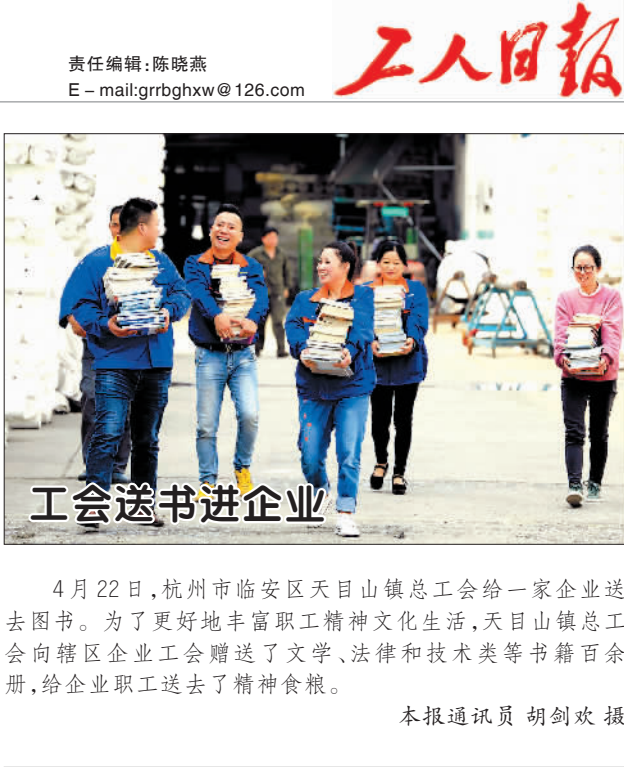 责任编辑:陈晓燕
E－mail:grrbghxw@126.com
工人日报
工会送书进企业
4月22日,杭州市临安区天目山镇总工会给一家企业送
去图书。为了更好地丰富职工精神文化生活,天目山镇总工
会向辖区企业工会赠送了文学、法律和技术类等书籍百余
册,给企业职工送去了精神食粮。
本报通讯员 胡剑欢 摄